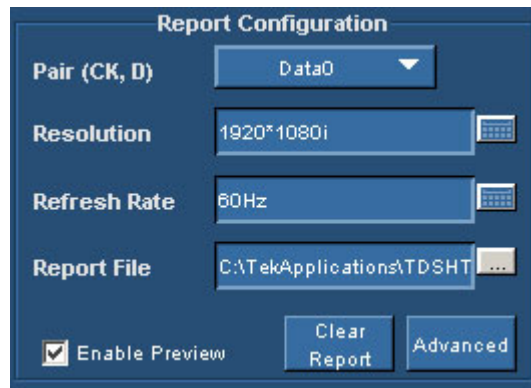 Report Configuration
Pair (CK, D) Data0
Resolution 1920*1080i
Refresh Rate 60Hz
Report File C:\TekApplications\TDSHT ...
Enable Preview Clear Report Advanced